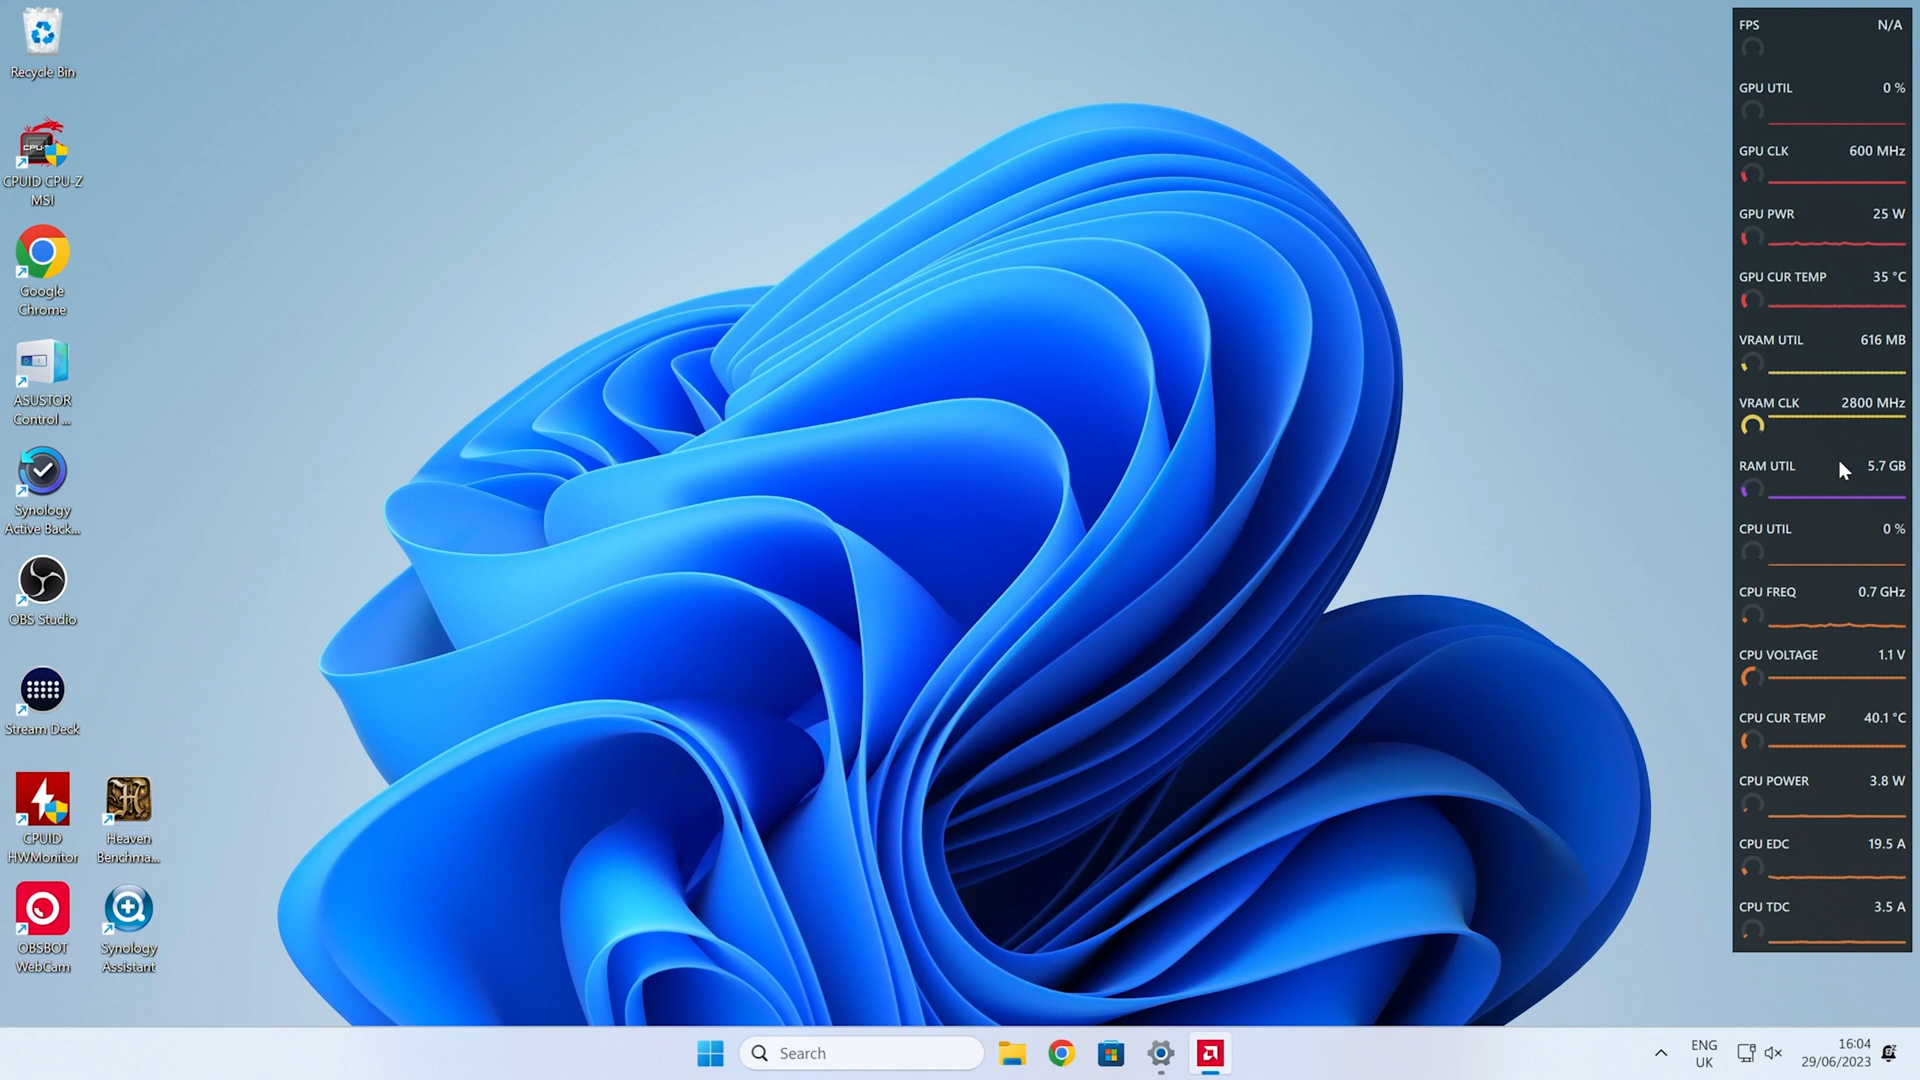 Recycle Bin
CPUID CPU-Z
MSI
Google
Chrome
ASUSTOR
Control ...
Synology
Active Back...
OBS Studio
Stream Deck
CPUID
HWMonitor
Heaven
Benchma...
OBSBOT
WebCam
Synology
Assistant
FPS N/A
GPU UTIL 0 %
GPU CLK 600 MHz
GPU PWR 25 W
GPU CUR TEMP 35 °C
VRAM UTIL 616 MB
VRAM CLK 2800 MHz
RAM UTIL 5.7 GB
CPU UTIL 0 %
CPU FREQ 0.7 GHz
CPU VOLTAGE 1.1 V
CPU CUR TEMP 40.1 °C
CPU POWER 3.8 W
CPU EDC 19.5 A
CPU TDC 3.5 A
Search
ENG
UK
16:04
29/06/2023